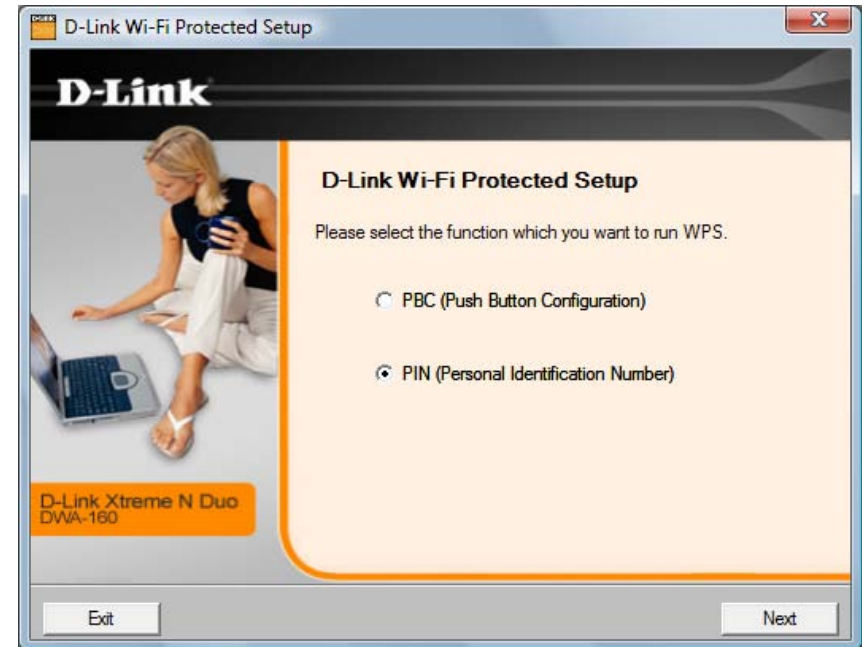 D-Link Wi-Fi Protected Setup
D-Link
D-Link Wi-Fi Protected Setup
Please select the function which you want to run WPS.
PBC (Push Button Configuration)
PIN (Personal Identification Number)
D-Link Xtreme N Duo
DWA-160
Exit
Next